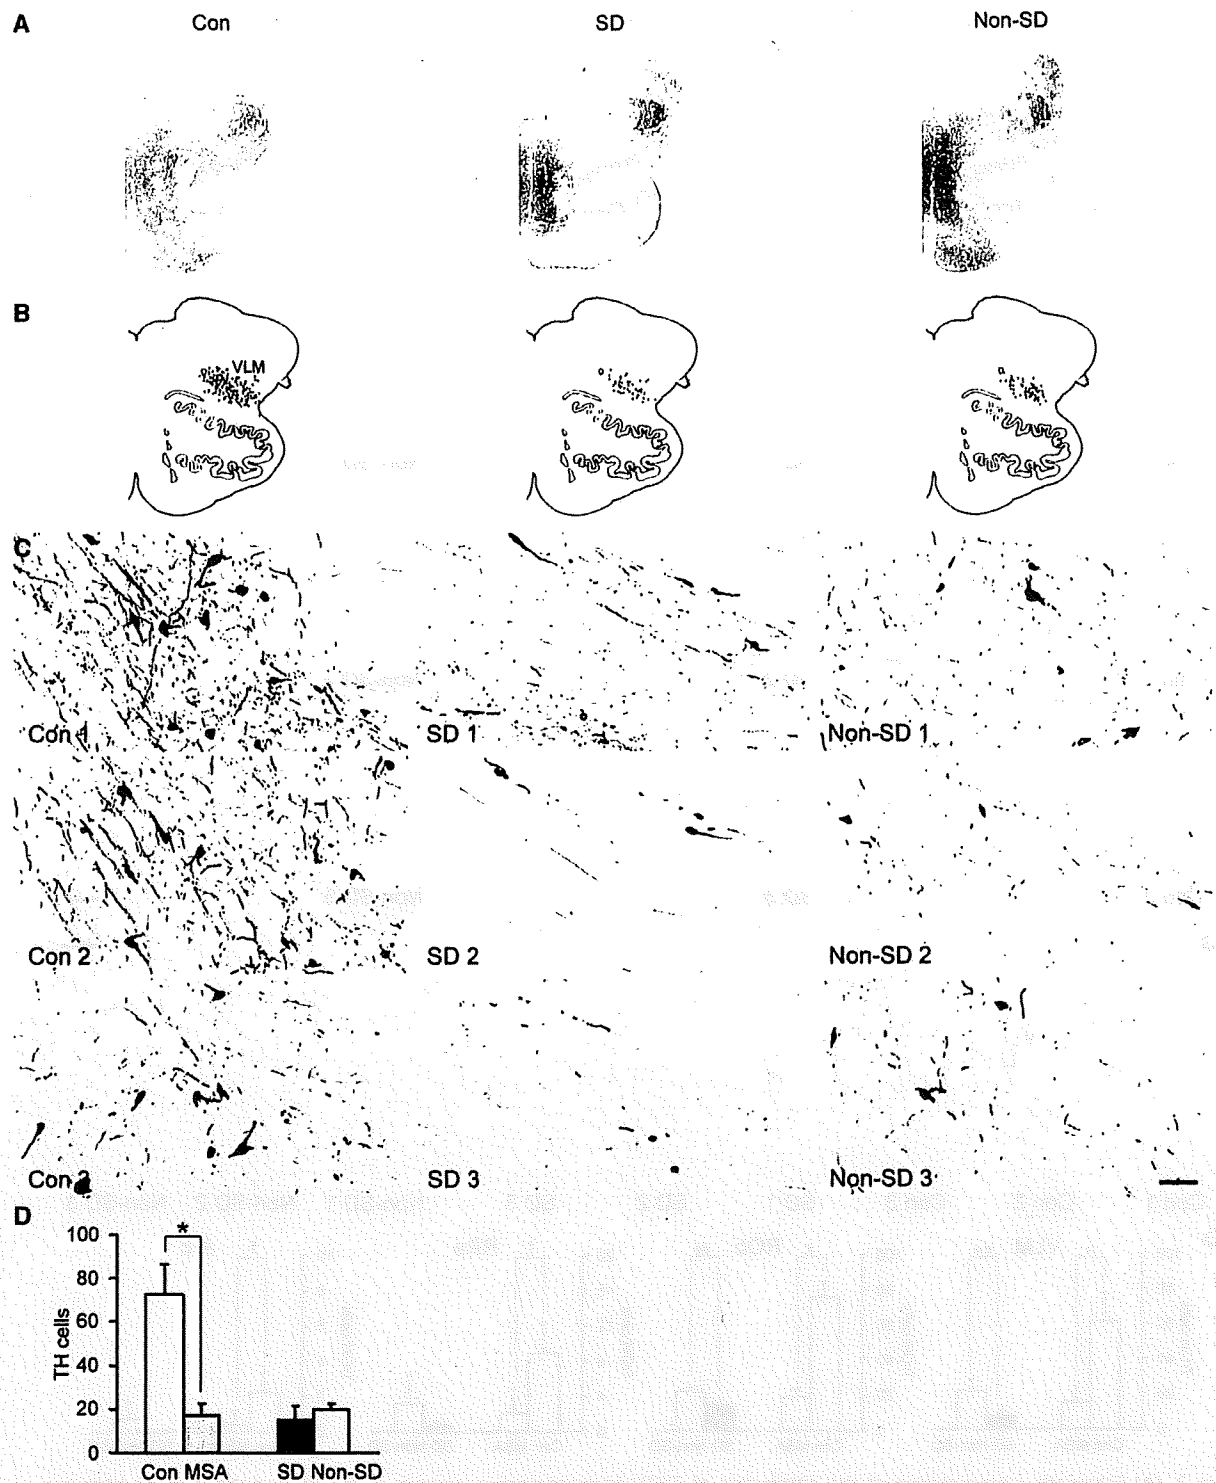 A
Con
SD
Non-SD
B
VLM
C
Con 1
SD 1
Non-SD 1
Con 2
SD 2
Non-SD 2
Con 3
SD 3
Non-SD 3
D
100
80
60
40
20
0
TH cells
*
Con MSA
SD Non-SD